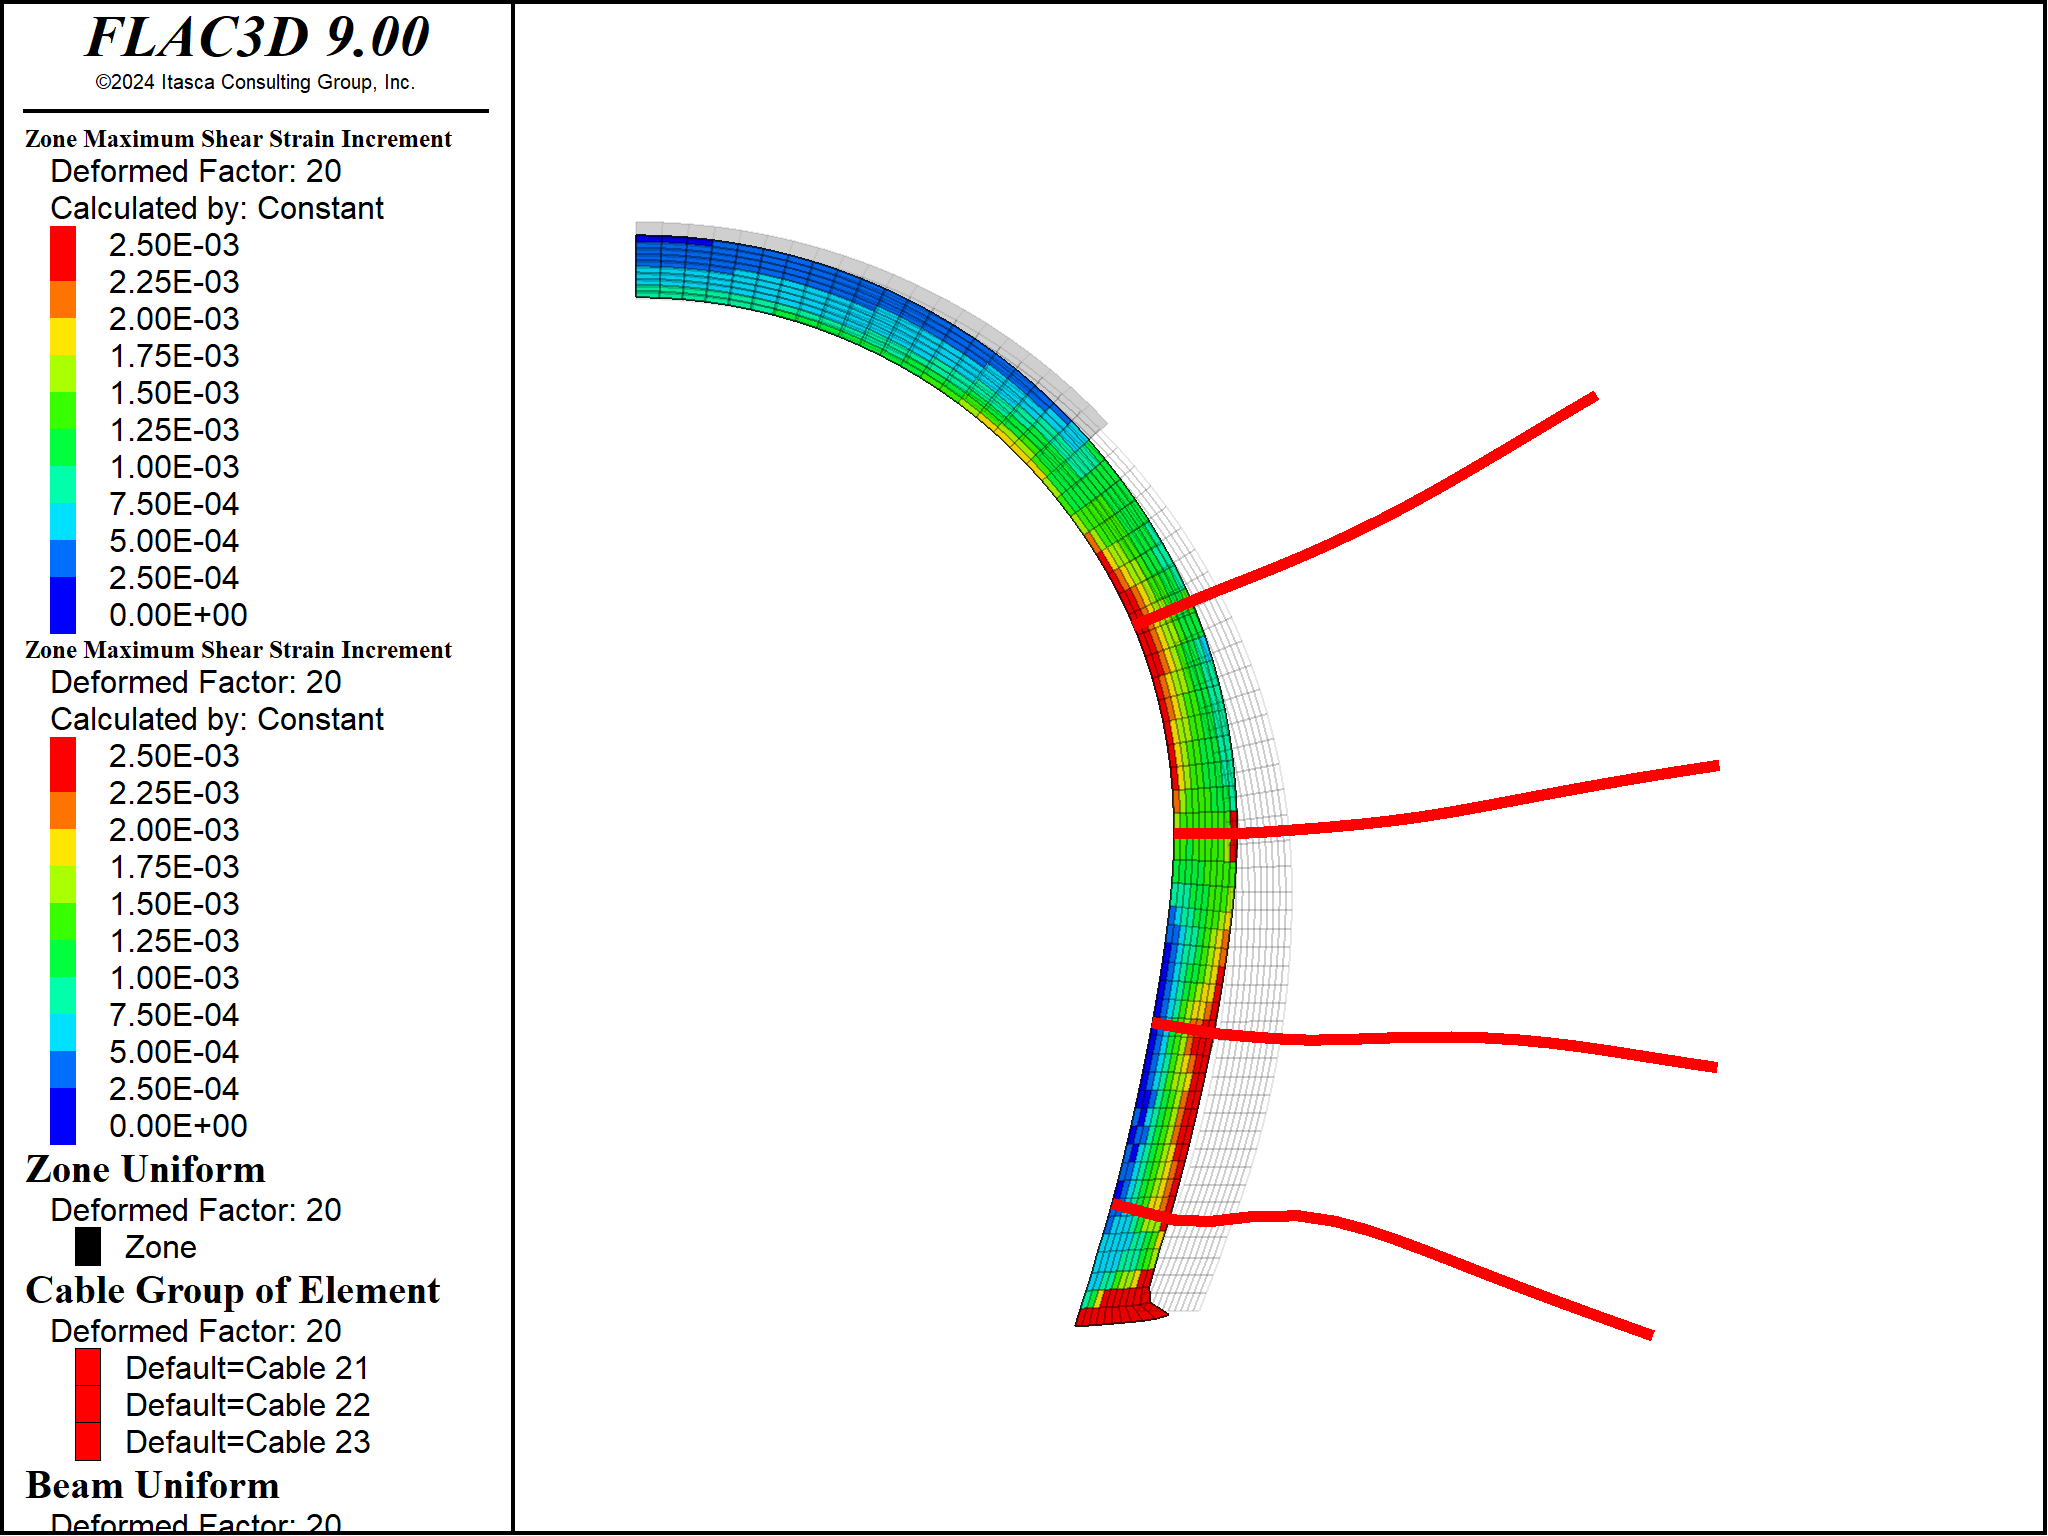 FLAC3D 9.00
©2024 Itasca Consulting Group, Inc.
Zone Maximum Shear Strain Increment
Deformed Factor: 20
Calculated by: Constant
2.50E-03
2.25E-03
2.00E-03
1.75E-03
1.50E-03
1.25E-03
1.00E-03
7.50E-04
5.00E-04
2.50E-04
0.00E+00
Zone Maximum Shear Strain Increment
Deformed Factor: 20
Calculated by: Constant
2.50E-03
2.25E-03
2.00E-03
1.75E-03
1.50E-03
1.25E-03
1.00E-03
7.50E-04
5.00E-04
2.50E-04
0.00E+00
Zone Uniform
Deformed Factor: 20
Zone
Cable Group of Element
Deformed Factor: 20
Default=Cable 21
Default=Cable 22
Default=Cable 23
Beam Uniform
Deformed Factor: 20